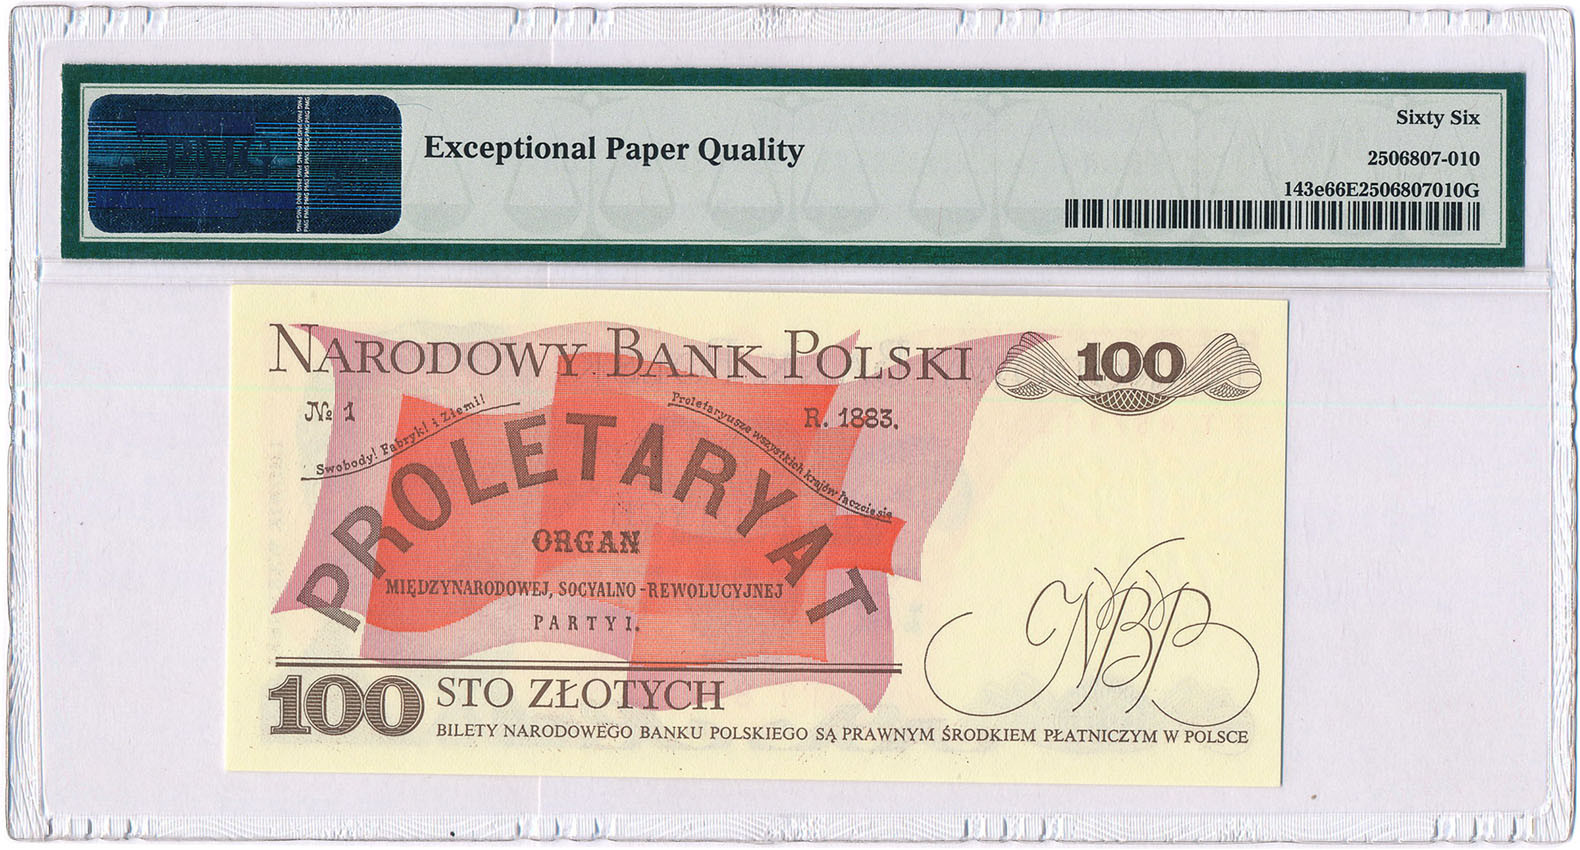 Exceptional Paper Quality
Sixty Six
2506807-010
143e66E2506807010G
NARODOWY BANK POLSKI
100
№ 1
R. 1883.
Swobody! Fabryk! i Ziemi!
Proletaryusze wszystkich krajów łączcie się
PROLETARYAT
ORGAN
MIĘDZYNARODOWEJ, SOCYALNO-REWOLUCYJNEJ
PARTYI.
NBP
100 STO ZŁOTYCH
BILETY NARODOWEGO BANKU POLSKIEGO SĄ PRAWNYM ŚRODKIEM PŁATNICZYM W POLSCE